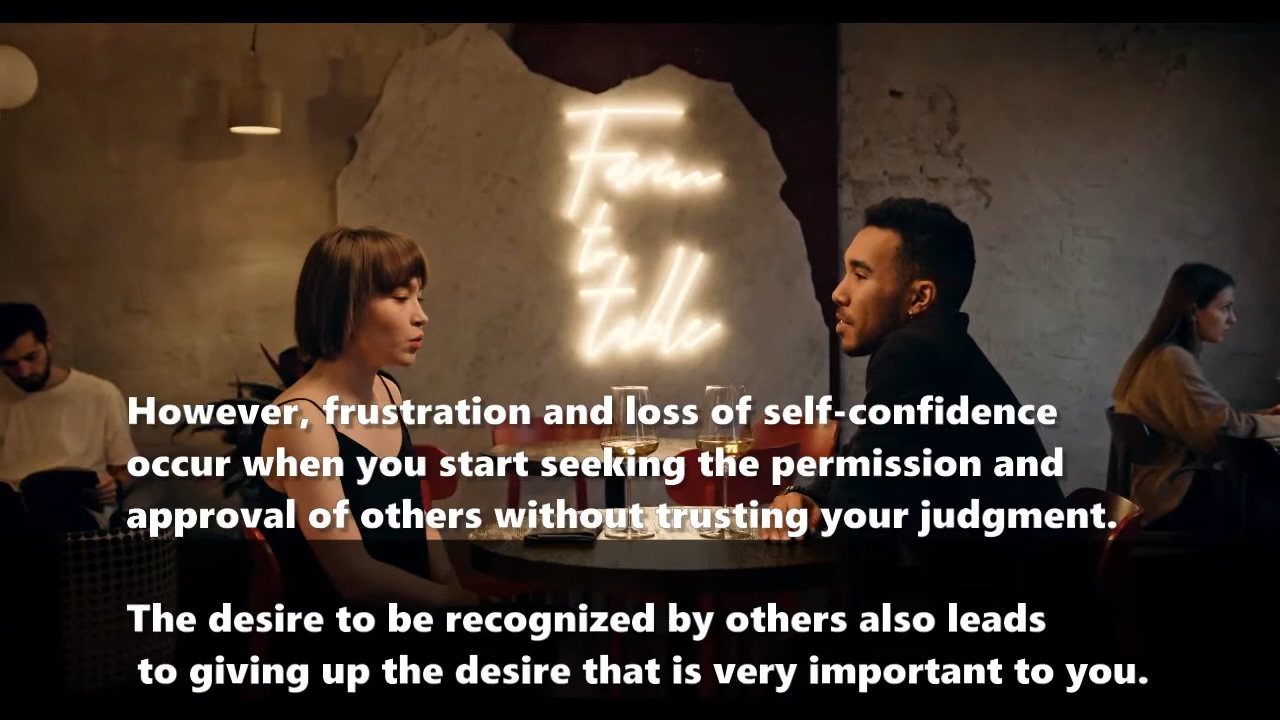 Farm
to
table
However, frustration and loss of self-confidence
occur when you start seeking the permission and
approval of others without trusting your judgment.
The desire to be recognized by others also leads
to giving up the desire that is very important to you.